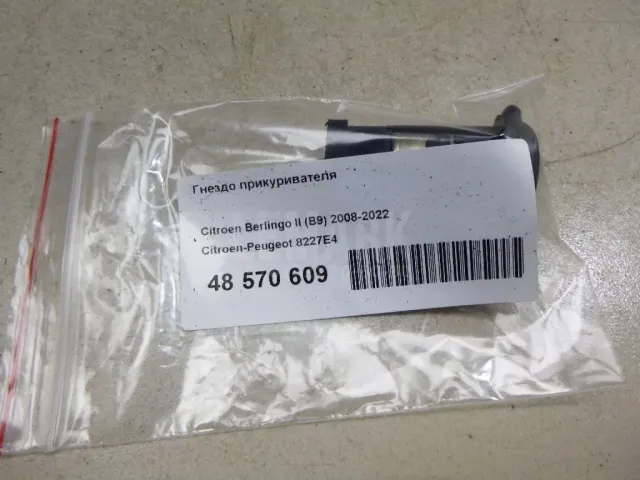 Гнездо прикуривателя
Citroen Berlingo II (B9) 2008-2022
Citroen-Peugeot 8227E4
48 570 609